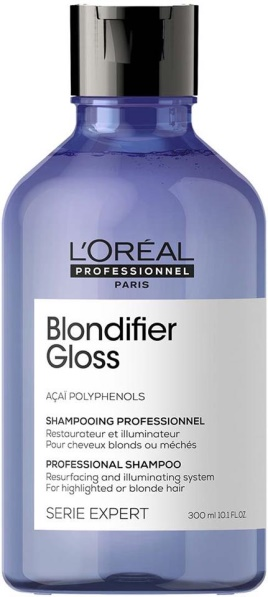 L'ORÉAL
PROFESSIONNEL
PARIS
Blondifier
Gloss
AÇAÏ POLYPHENOLS
SHAMPOOING PROFESSIONNEL
Restaurateur et illuminateur
Pour cheveux blonds ou méchés
PROFESSIONAL SHAMPOO
Resurfacing and illuminating system
For highlighted or blonde hair
SERIE EXPERT
300 ml 10.1 fl. oz